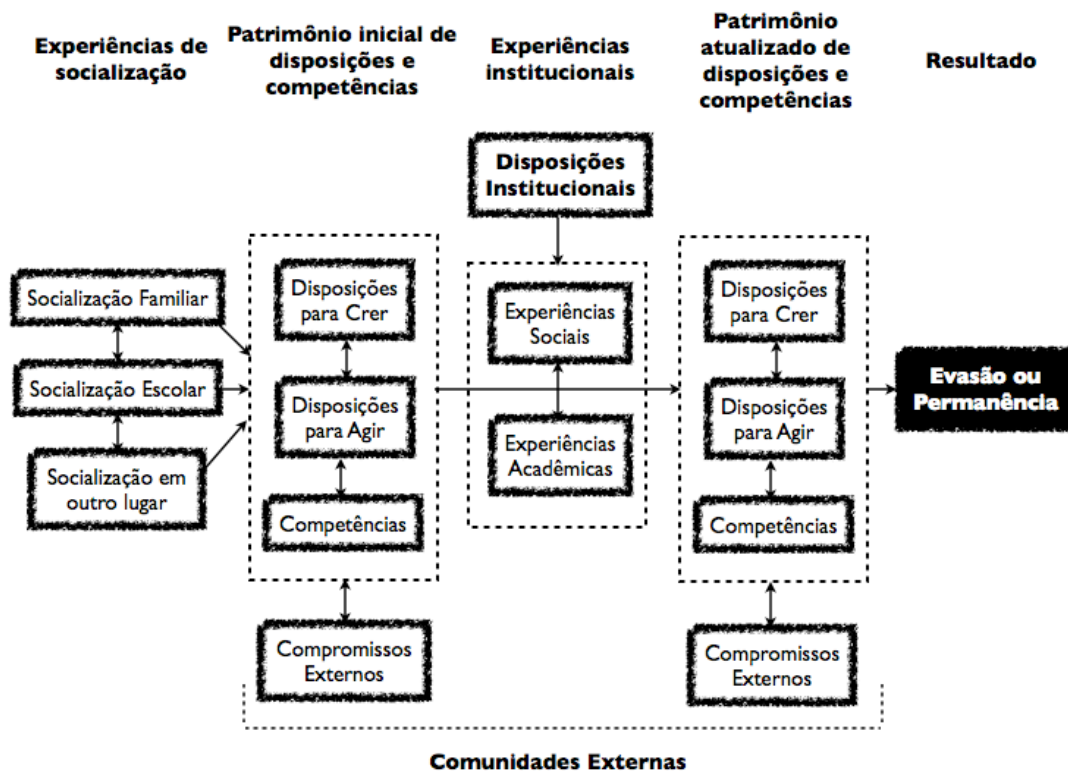 Experiências de
socialização
Patrimônio inicial de
disposições e
competências
Experiências
institucionais
Patrimônio
atualizado de
disposições e
competências
Resultado
Disposições
Institucionais
Socialização Familiar
Socialização Escolar
Socialização em
outro lugar
Disposições
para Crer
Disposições
para Agir
Competências
Compromissos
Externos
Experiências
Sociais
Experiências
Acadêmicas
Disposições
para Crer
Disposições
para Agir
Competências
Compromissos
Externos
Evasão ou
Permanência
Comunidades Externas